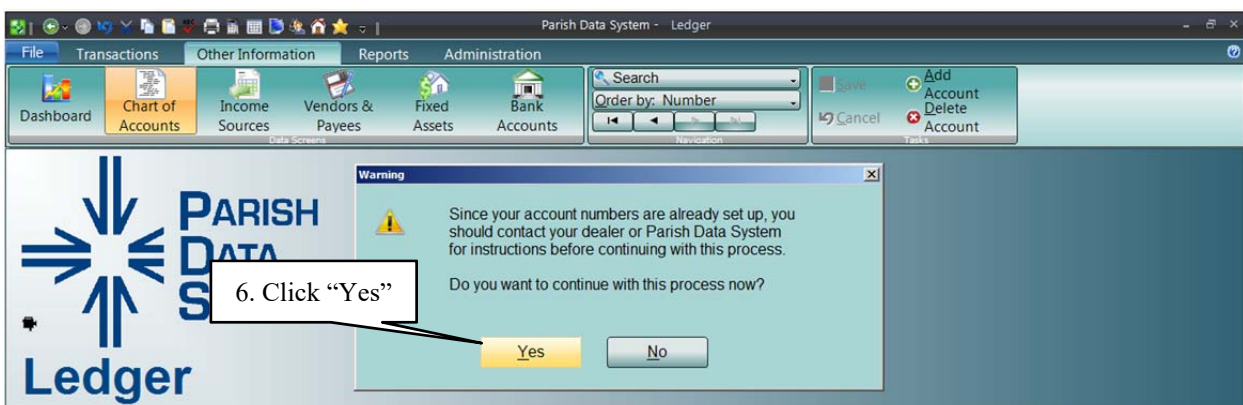 Parish Data System - Ledger
File Transactions Other Information Reports Administration
Dashboard
Chart of
Accounts
Income
Sources
Vendors &
Payees
Fixed
Assets
Bank
Accounts
Data Screens
Search
Order by: Number
Navigation
Save
Cancel
Add
Account
Delete
Account
Tasks
PARISH
DATA
S
Ledger
Warning
Since your account numbers are already set up, you
should contact your dealer or Parish Data System
for instructions before continuing with this process.
Do you want to continue with this process now?
6. Click “Yes”
Yes No